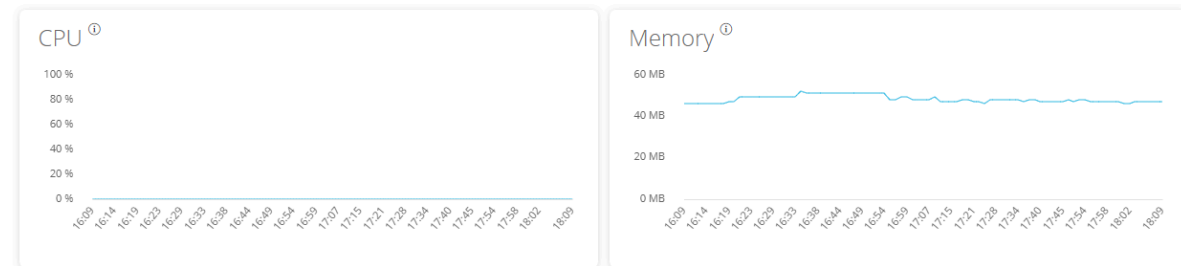 CPU ⓘ
100 %
80 %
60 %
40 %
20 %
0 %
16:09 16:14 16:19 16:23 16:29 16:33 16:38 16:44 16:49 16:54 16:59 17:07 17:15 17:21 17:28 17:34 17:40 17:45 17:54 17:58 18:02 18:09
Memory ⓘ
60 MB
40 MB
20 MB
0 MB
16:09 16:14 16:19 16:23 16:29 16:33 16:38 16:44 16:49 16:54 16:59 17:07 17:15 17:21 17:28 17:34 17:40 17:45 17:54 17:58 18:02 18:09